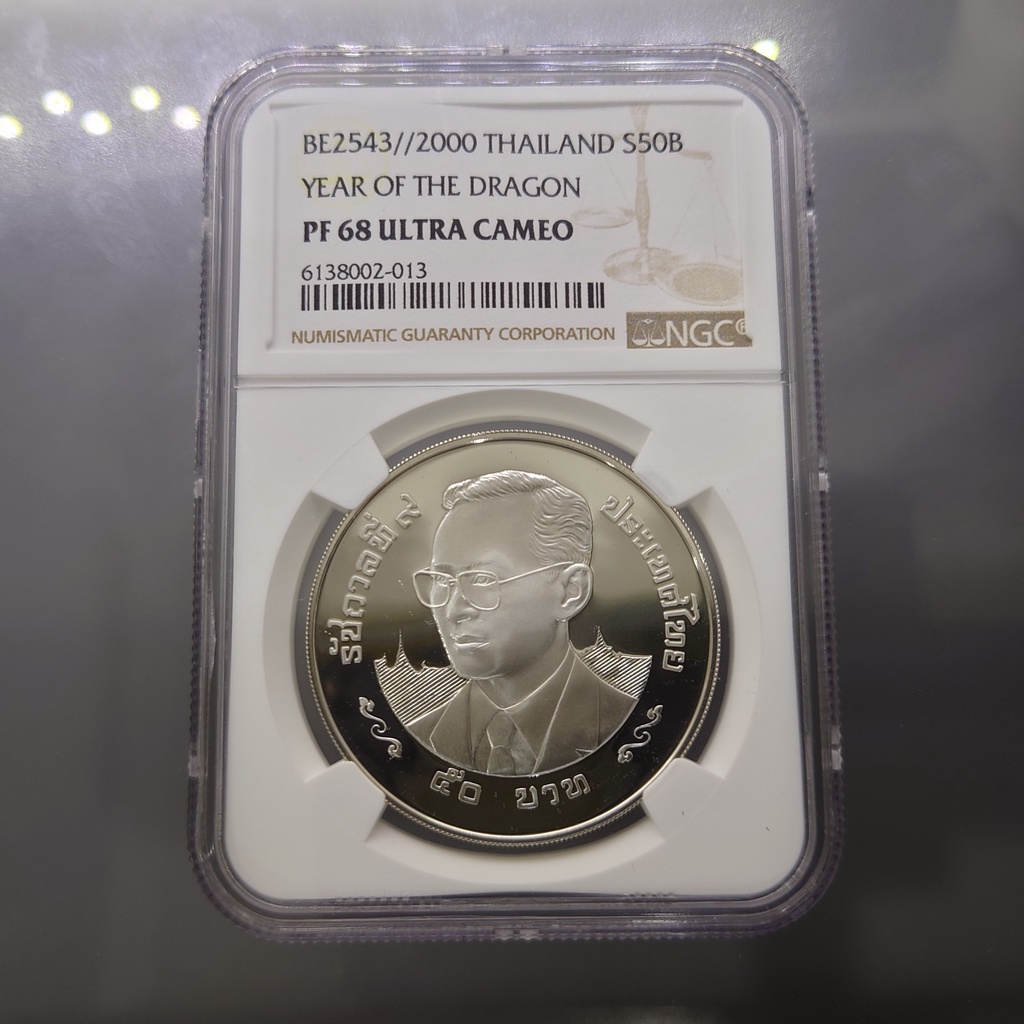 BE2543//2000 THAILAND S50B
YEAR OF THE DRAGON
PF 68 ULTRA CAMEO
6138002-013
NUMISMATIC GUARANTY CORPORATION NGC®
รัชกาลที่ ๙
ประเทศไทย
๕๐ บาท